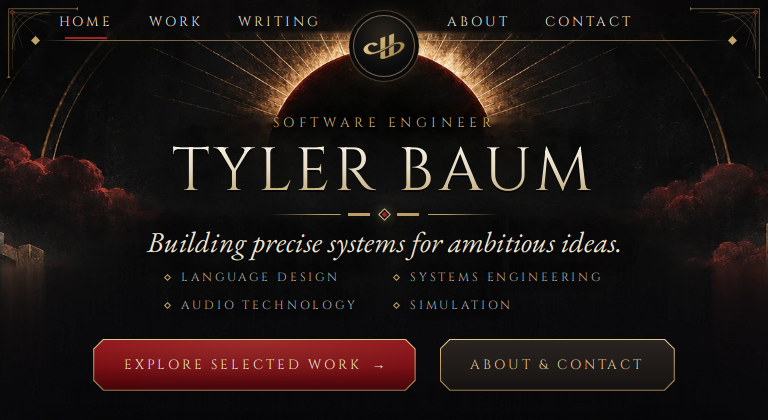 HOME WORK WRITING ABOUT CONTACT
SOFTWARE ENGINEER
TYLER BAUM
Building precise systems for ambitious ideas.
LANGUAGE DESIGN SYSTEMS ENGINEERING
AUDIO TECHNOLOGY SIMULATION
EXPLORE SELECTED WORK → ABOUT & CONTACT